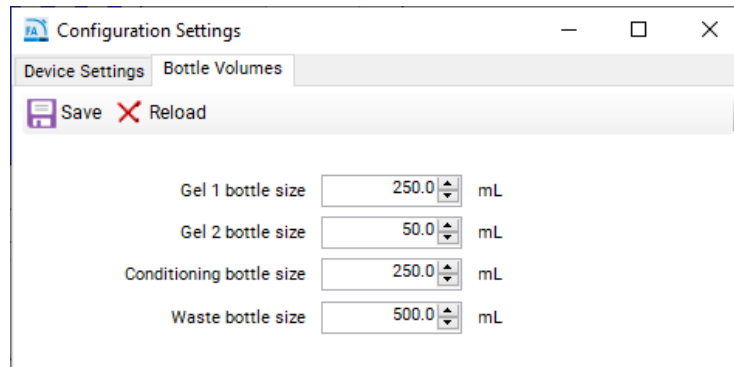 FA Configuration Settings
Device Settings Bottle Volumes
Save Reload
Gel 1 bottle size 250.0 mL
Gel 2 bottle size 50.0 mL
Conditioning bottle size 250.0 mL
Waste bottle size 500.0 mL